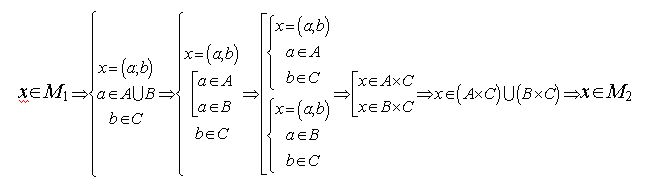 x∈M₁⇒{x=(a,b) a∈A⋃B b∈C⇒{x=(a,b) [a∈A a∈B b∈C⇒[{x=(a,b) a∈A b∈C {x=(a,b) a∈B b∈C⇒[x∈A×C x∈B×C⇒x∈(A×C)⋃(B×C)⇒x∈M₂